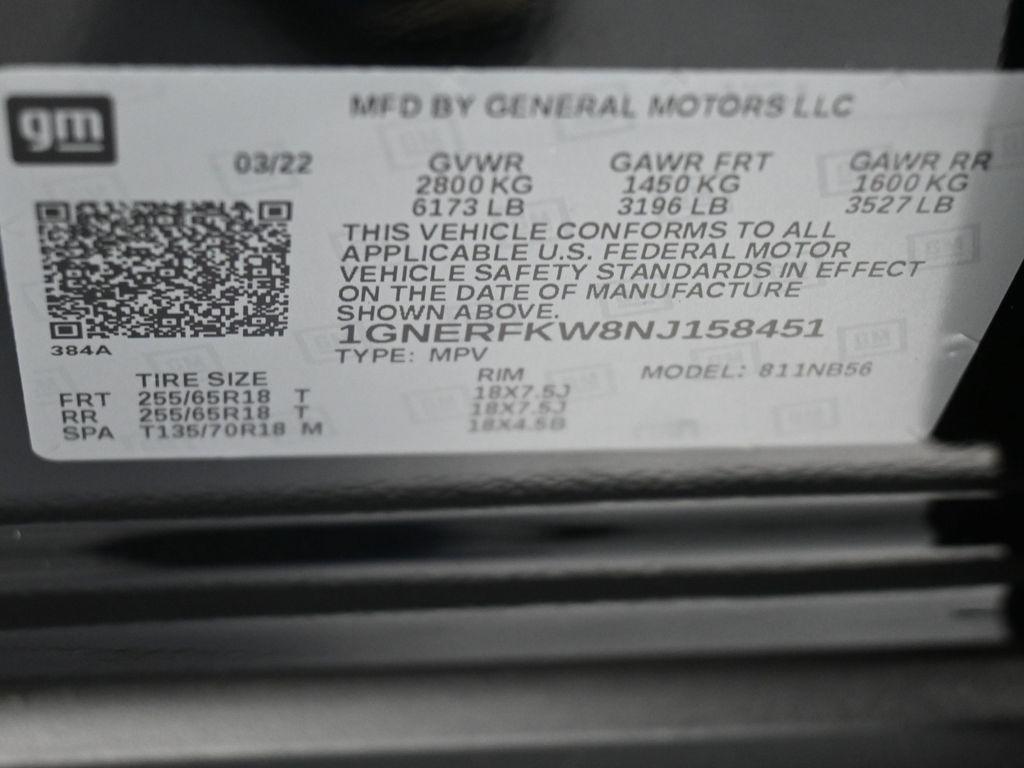 gm
MFD BY GENERAL MOTORS LLC
03/22
GVWR GAWR FRT GAWR RR
2800 KG 1450 KG 1600 KG
6173 LB 3196 LB 3527 LB
THIS VEHICLE CONFORMS TO ALL
APPLICABLE U.S. FEDERAL MOTOR
VEHICLE SAFETY STANDARDS IN EFFECT
ON THE DATE OF MANUFACTURE
SHOWN ABOVE.
1GNERFKW8NJ158451
384A
TYPE: MPV
TIRE SIZE RIM MODEL: 811NB56
FRT 255/65R18 T 18X7.5J
RR 255/65R18 T 18X7.5J
SPA T135/70R18 M 18X4.5B